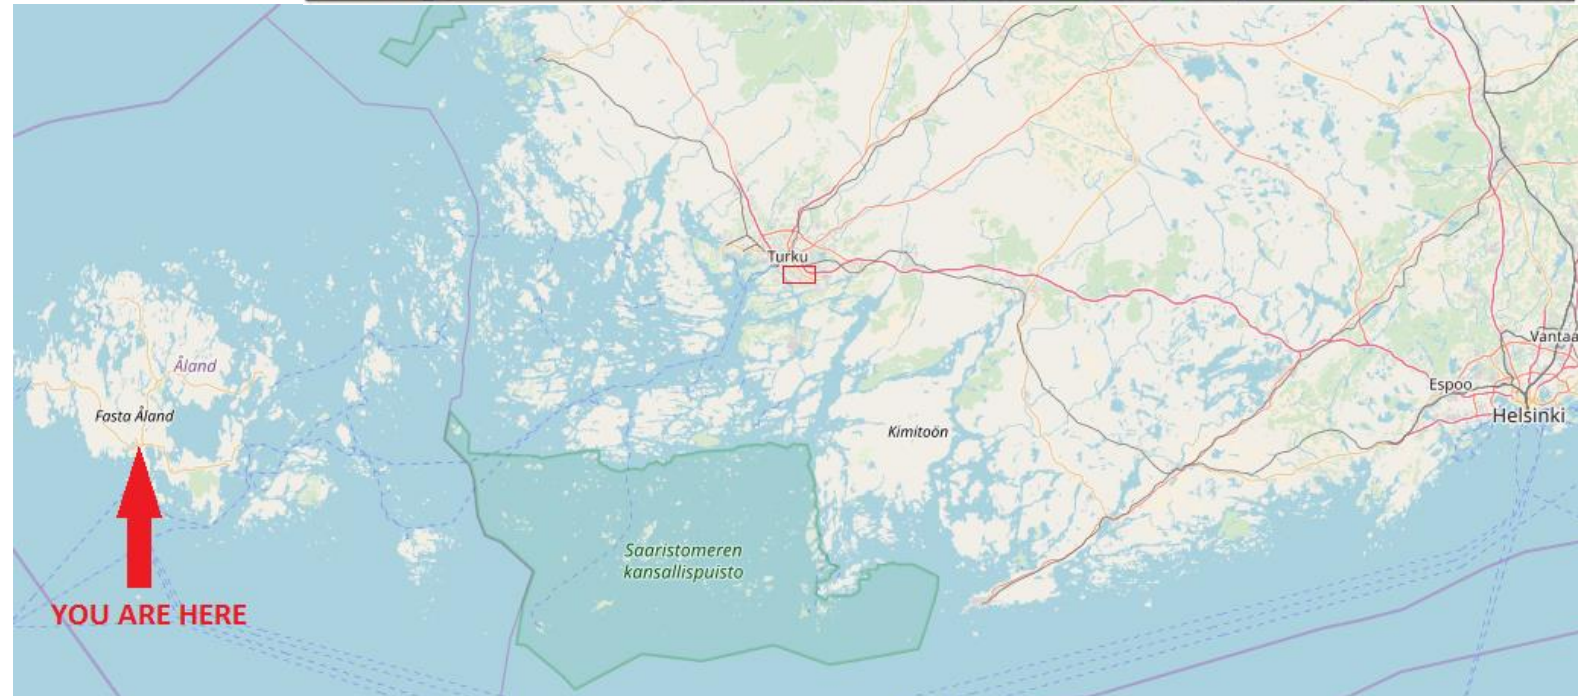 Turku
Vantaa
Åland
Espoo
Fasta Åland
Helsinki
Kimitoön
Saaristomeren
kansallispuisto
YOU ARE HERE